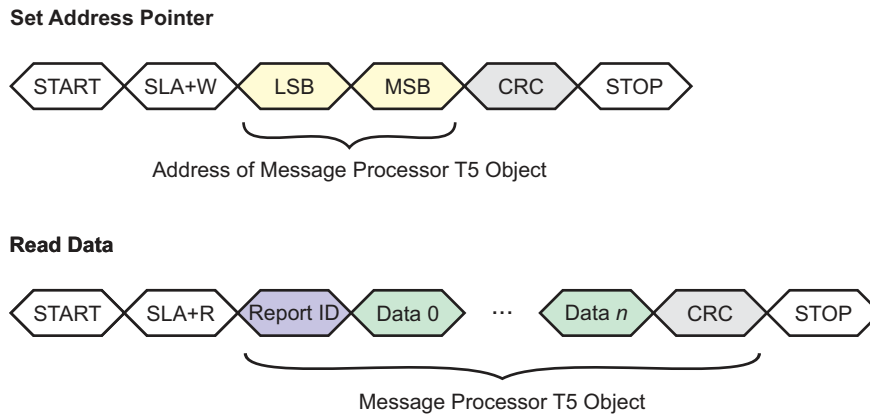 Set Address Pointer
START SLA+W LSB MSB CRC STOP
Address of Message Processor T5 Object
Read Data
START SLA+R Report ID Data 0 ... Data n CRC STOP
Message Processor T5 Object